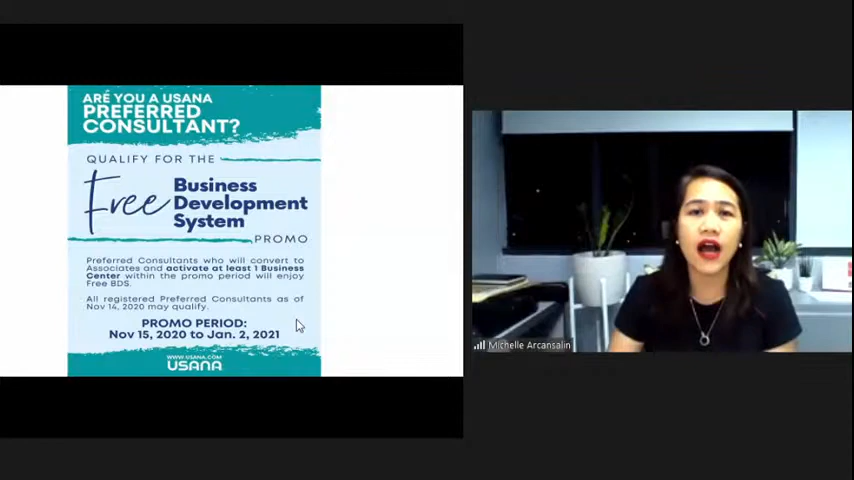 ARE YOU A USANA
PREFERRED
CONSULTANT?
QUALIFY FOR THE
Free
Business
Development
System
PROMO
Preferred Consultants who will convert to
Associates and activate at least 1 Business
Center within the promo period will enjoy
Free BDS.
All registered Preferred Consultants as of
Nov 14, 2020 may qualify.
PROMO PERIOD:
Nov 15, 2020 to Jan. 2, 2021
WWW.USANA.COM
USANA
Michelle Arcansalin